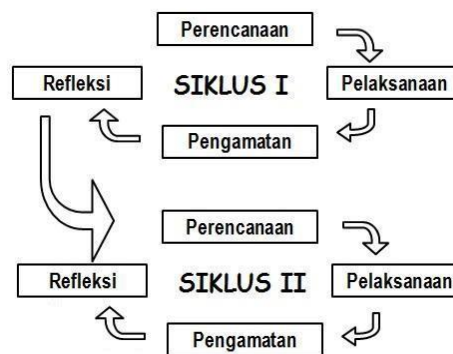 Perencanaan
Refleksi
SIKLUS I
Pelaksanaan
Pengamatan
Perencanaan
Refleksi
SIKLUS II
Pelaksanaan
Pengamatan